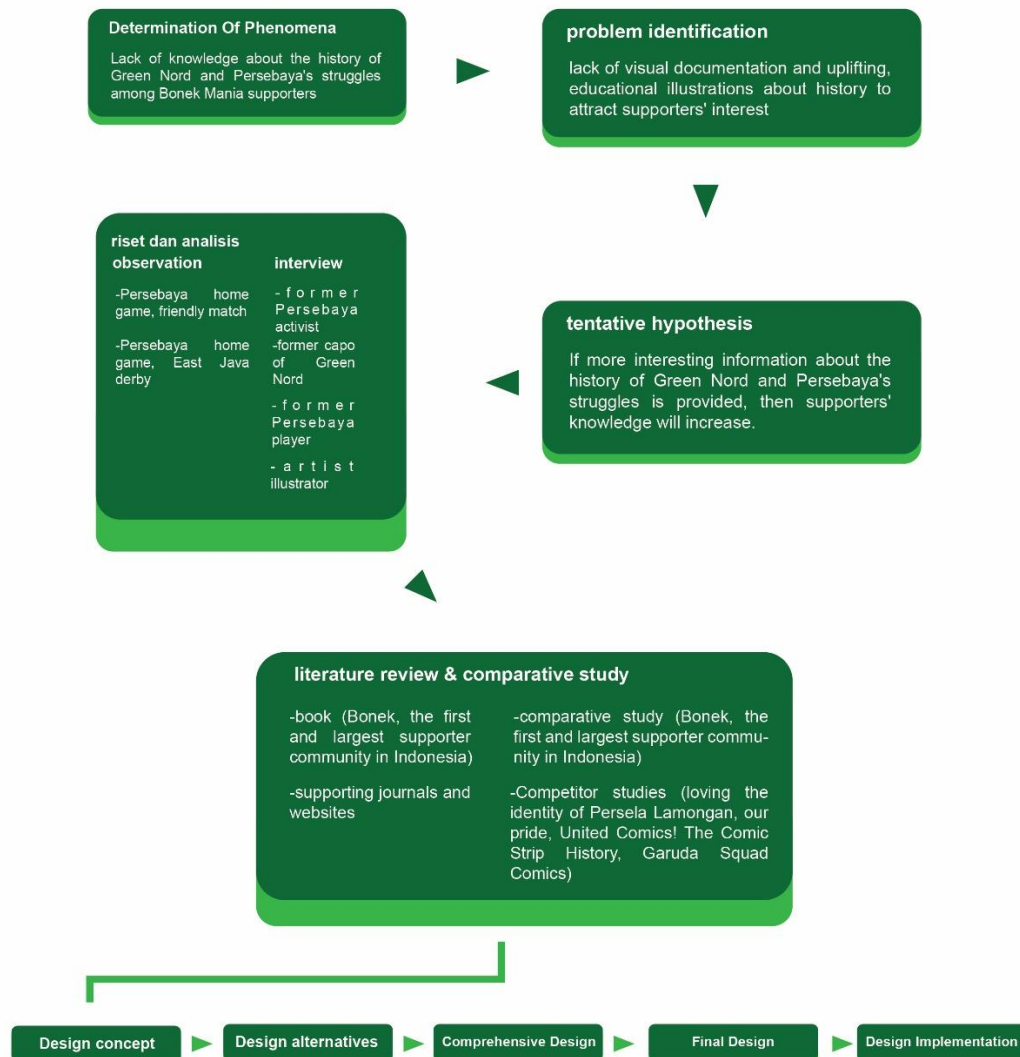 Determination Of Phenomena
Lack of knowledge about the history of
Green Nord and Persebaya's struggles
among Bonek Mania supporters
problem identification
lack of visual documentation and uplifting,
educational illustrations about history to
attract supporters' interest
riset dan analisis
observation
-Persebaya home
game, friendly match
-Persebaya home
game, East Java
derby
interview
-former
Persebaya
activist
-former capo
of Green
Nord
-former
Persebaya
player
-artist
illustrator
tentative hypothesis
If more interesting information about the
history of Green Nord and Persebaya's
struggles is provided, then supporters'
knowledge will increase.
literature review & comparative study
-book (Bonek, the first
and largest supporter
community in Indonesia)
-supporting journals and
websites
-comparative study (Bonek, the
first and largest supporter commu-
nity in Indonesia)
-Competitor studies (loving the
identity of Persela Lamongan, our
pride, United Comics! The Comic
Strip History, Garuda Squad
Comics)
Design concept
Design alternatives
Comprehensive Design
Final Design
Design Implementation